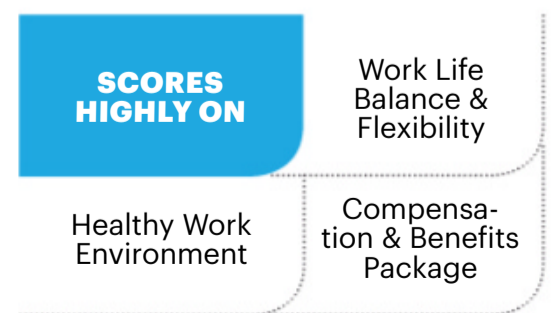 SCORES
HIGHLY ON
Work Life
Balance &
Flexibility
Healthy Work
Environment
Compensa-
tion & Benefits
Package